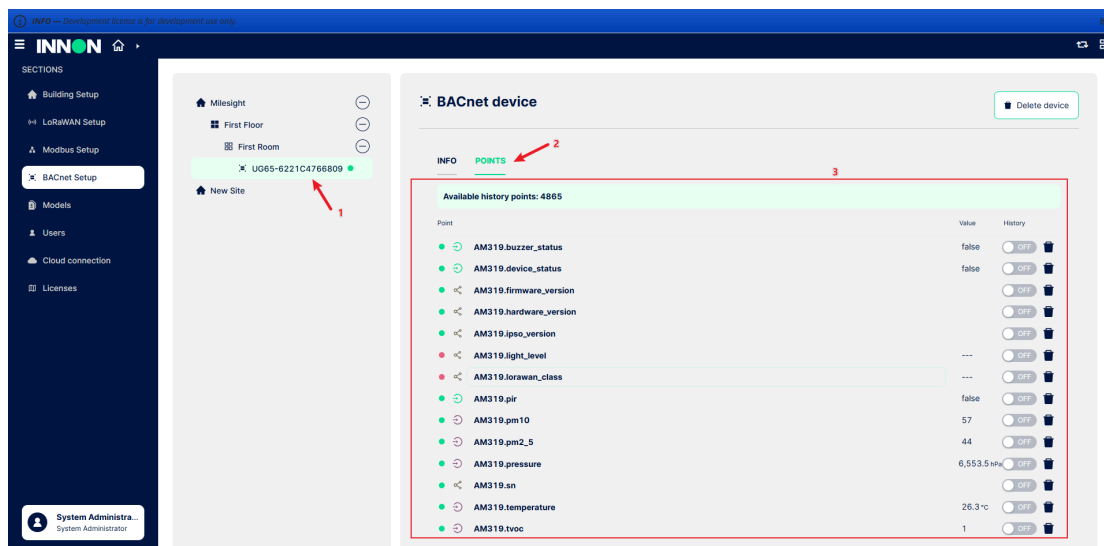 INFO — Development license is for development use only.
INNON
SECTIONS
Building Setup
LoRaWAN Setup
Modbus Setup
BACnet Setup
Models
Users
Cloud connection
Licenses
System Administra...
System Administrator
Milesight
First Floor
First Room
UG65-6221C4766809
New Site
1
BACnet device
Delete device
INFO POINTS
2
3
Available history points: 4865
Point Value History
AM319.buzzer_status false OFF
AM319.device_status false OFF
AM319.firmware_version OFF
AM319.hardware_version OFF
AM319.ipso_version OFF
AM319.light_level --- OFF
AM319.lorawan_class --- OFF
AM319.pir false OFF
AM319.pm10 57 OFF
AM319.pm2_5 44 OFF
AM319.pressure 6,553.5 hPa OFF
AM319.sn OFF
AM319.temperature 26.3 °C OFF
AM319.tvoc 1 OFF